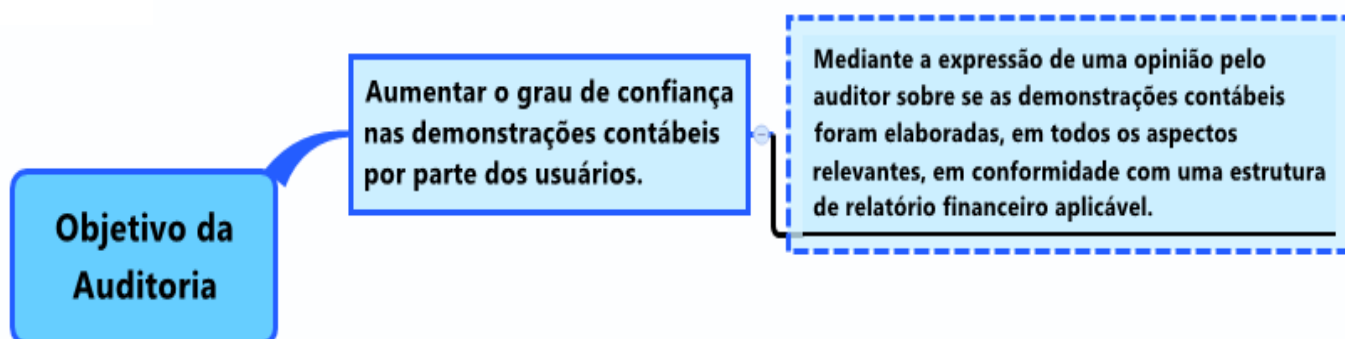 Objetivo da
Auditoria
Aumentar o grau de confiança
nas demonstrações contábeis
por parte dos usuários.
Mediante a expressão de uma opinião pelo
auditor sobre se as demonstrações contábeis
foram elaboradas, em todos os aspectos
relevantes, em conformidade com uma estrutura
de relatório financeiro aplicável.